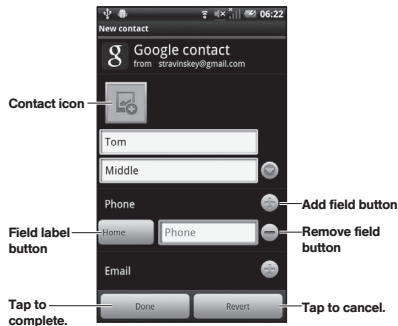 06:22
New contact
g Google contact
from stravinskey@gmail.com
Contact icon
Tom
Middle
Phone
Add field button
Field label
button
Home
Phone
Remove field
button
Email
Tap to
complete.
Done
Revert
Tap to cancel.